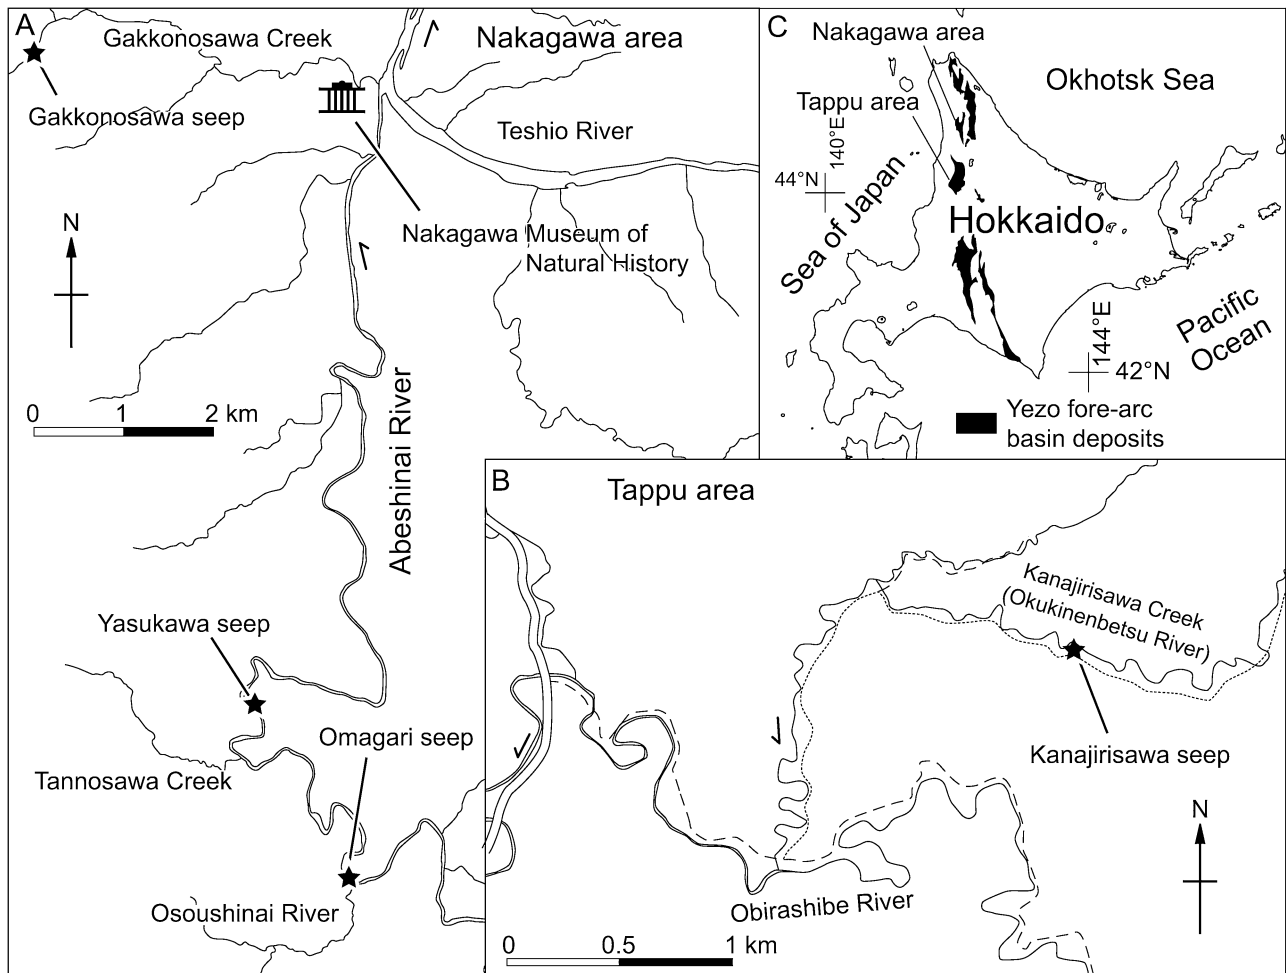 A
Gakkonosawa Creek
Nakagawa area
Gakkonosawa seep
Teshio River
Nakagawa Museum of
Natural History
N
0 1 2 km
Abeshinai River
Yasukawa seep
Omagari seep
Tannosawa Creek
Osoushinai River
C
Nakagawa area
Okhotsk Sea
Tappu area
140°E
44°N
Sea of Japan
Hokkaido
Pacific
Ocean
144°E
42°N
Yezo fore-arc
basin deposits
B
Tappu area
Kanajirisawa Creek
(Okukinenbetsu River)
Kanajirisawa seep
N
Obirashibe River
0 0.5 1 km